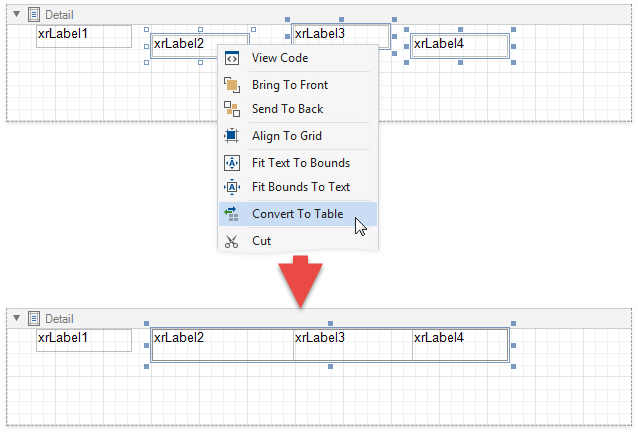 Detail
xrLabel1
xrLabel2
xrLabel3
xrLabel4
View Code
Bring To Front
Send To Back
Align To Grid
Fit Text To Bounds
Fit Bounds To Text
Convert To Table
Cut
Detail
xrLabel1
xrLabel2
xrLabel3
xrLabel4